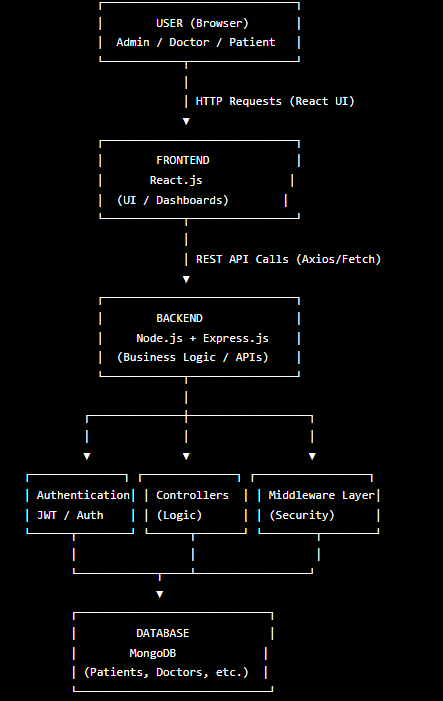 USER (Browser)
Admin / Doctor / Patient
HTTP Requests (React UI)
FRONTEND
React.js
(UI / Dashboards)
REST API Calls (Axios/Fetch)
BACKEND
Node.js + Express.js
(Business Logic / APIs)
Authentication
JWT / Auth
Controllers
(Logic)
Middleware Layer
(Security)
DATABASE
MongoDB
(Patients, Doctors, etc.)